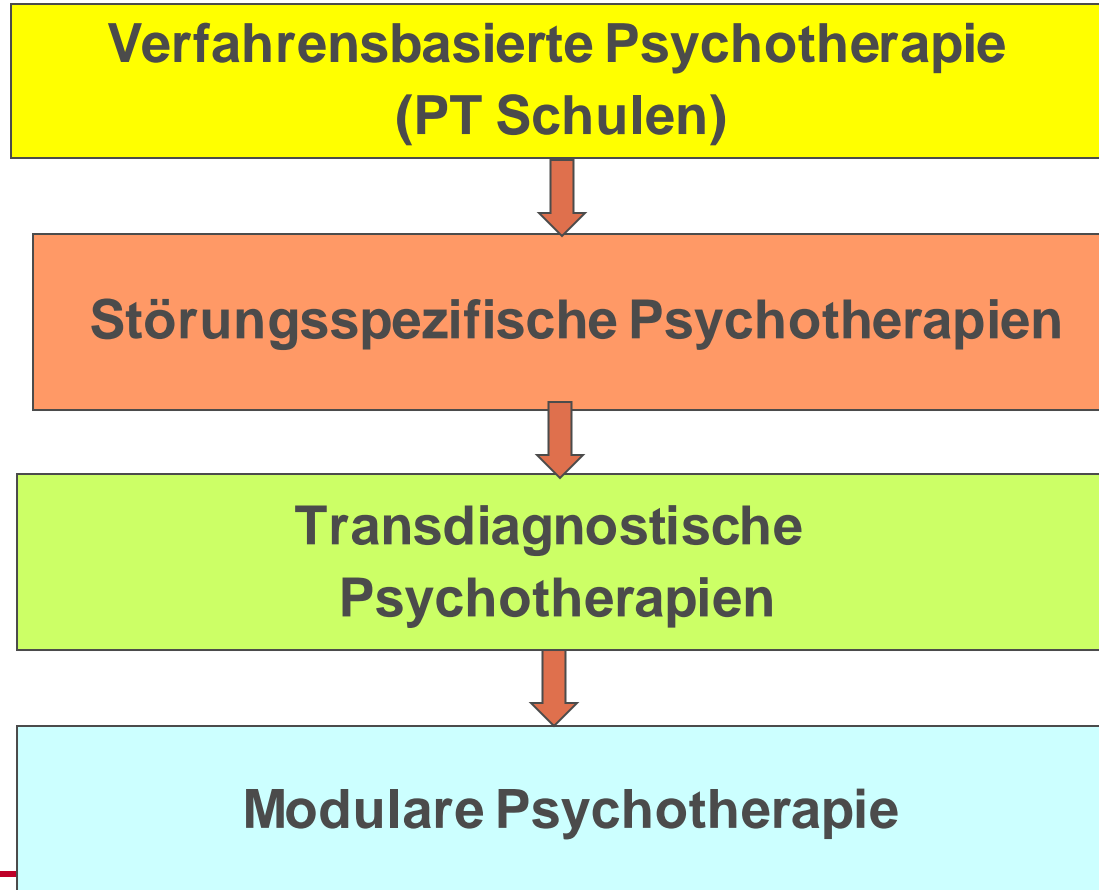 Verfahrensbasierte Psychotherapie
(PT Schulen)
Störungsspezifische Psychotherapien
Transdiagnostische
Psychotherapien
Modulare Psychotherapie